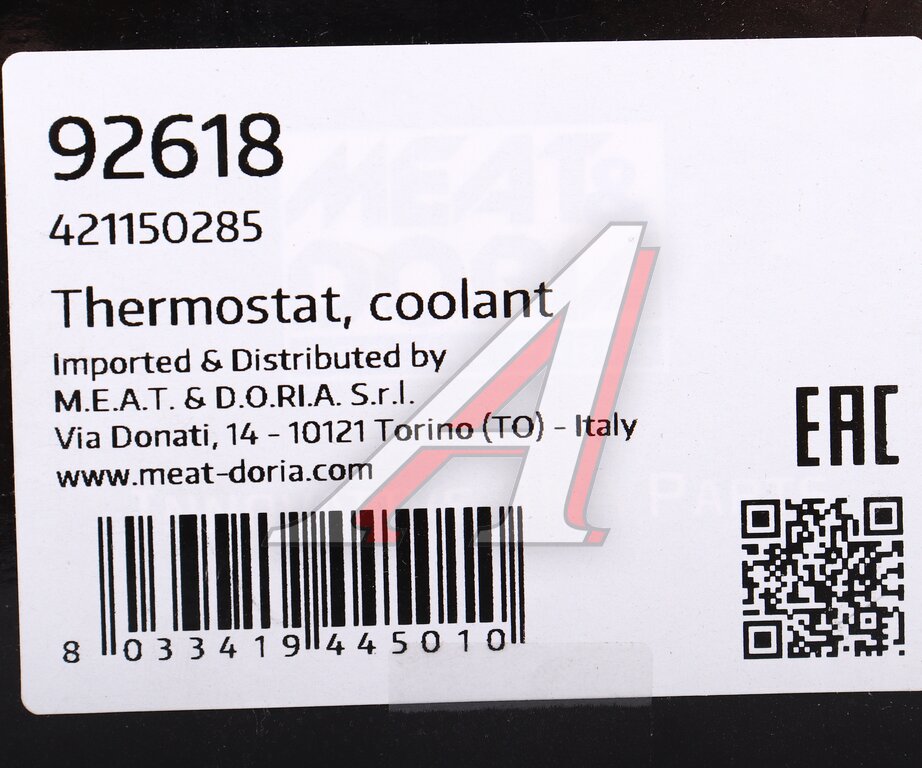 92618
421150285
Thermostat, coolant
Imported & Distributed by
M.E.A.T. & D.O.RI.A. S.r.l.
Via Donati, 14 - 10121 Torino (TO) - Italy
www.meat-doria.com
EAC
8 033419 445010